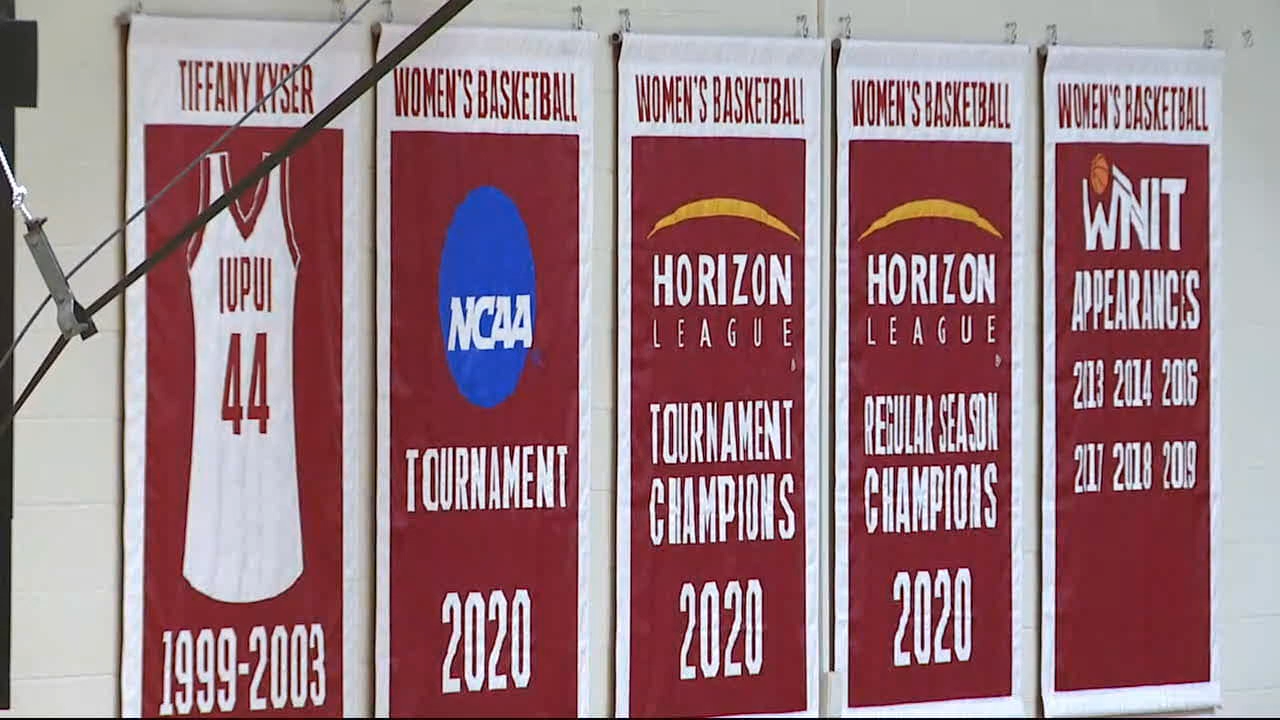 TIFFANY KYSER
IUPUI
44
1999-2003
WOMEN'S BASKETBALL
NCAA
TOURNAMENT
2020
WOMEN'S BASKETBALL
HORIZON
LEAGUE
TOURNAMENT
CHAMPIONS
2020
WOMEN'S BASKETBALL
HORIZON
LEAGUE
REGULAR SEASON
CHAMPIONS
2020
WOMEN'S BASKETBALL
WNIT
APPEARANCES
2013 2014 2016
2017 2018 2019